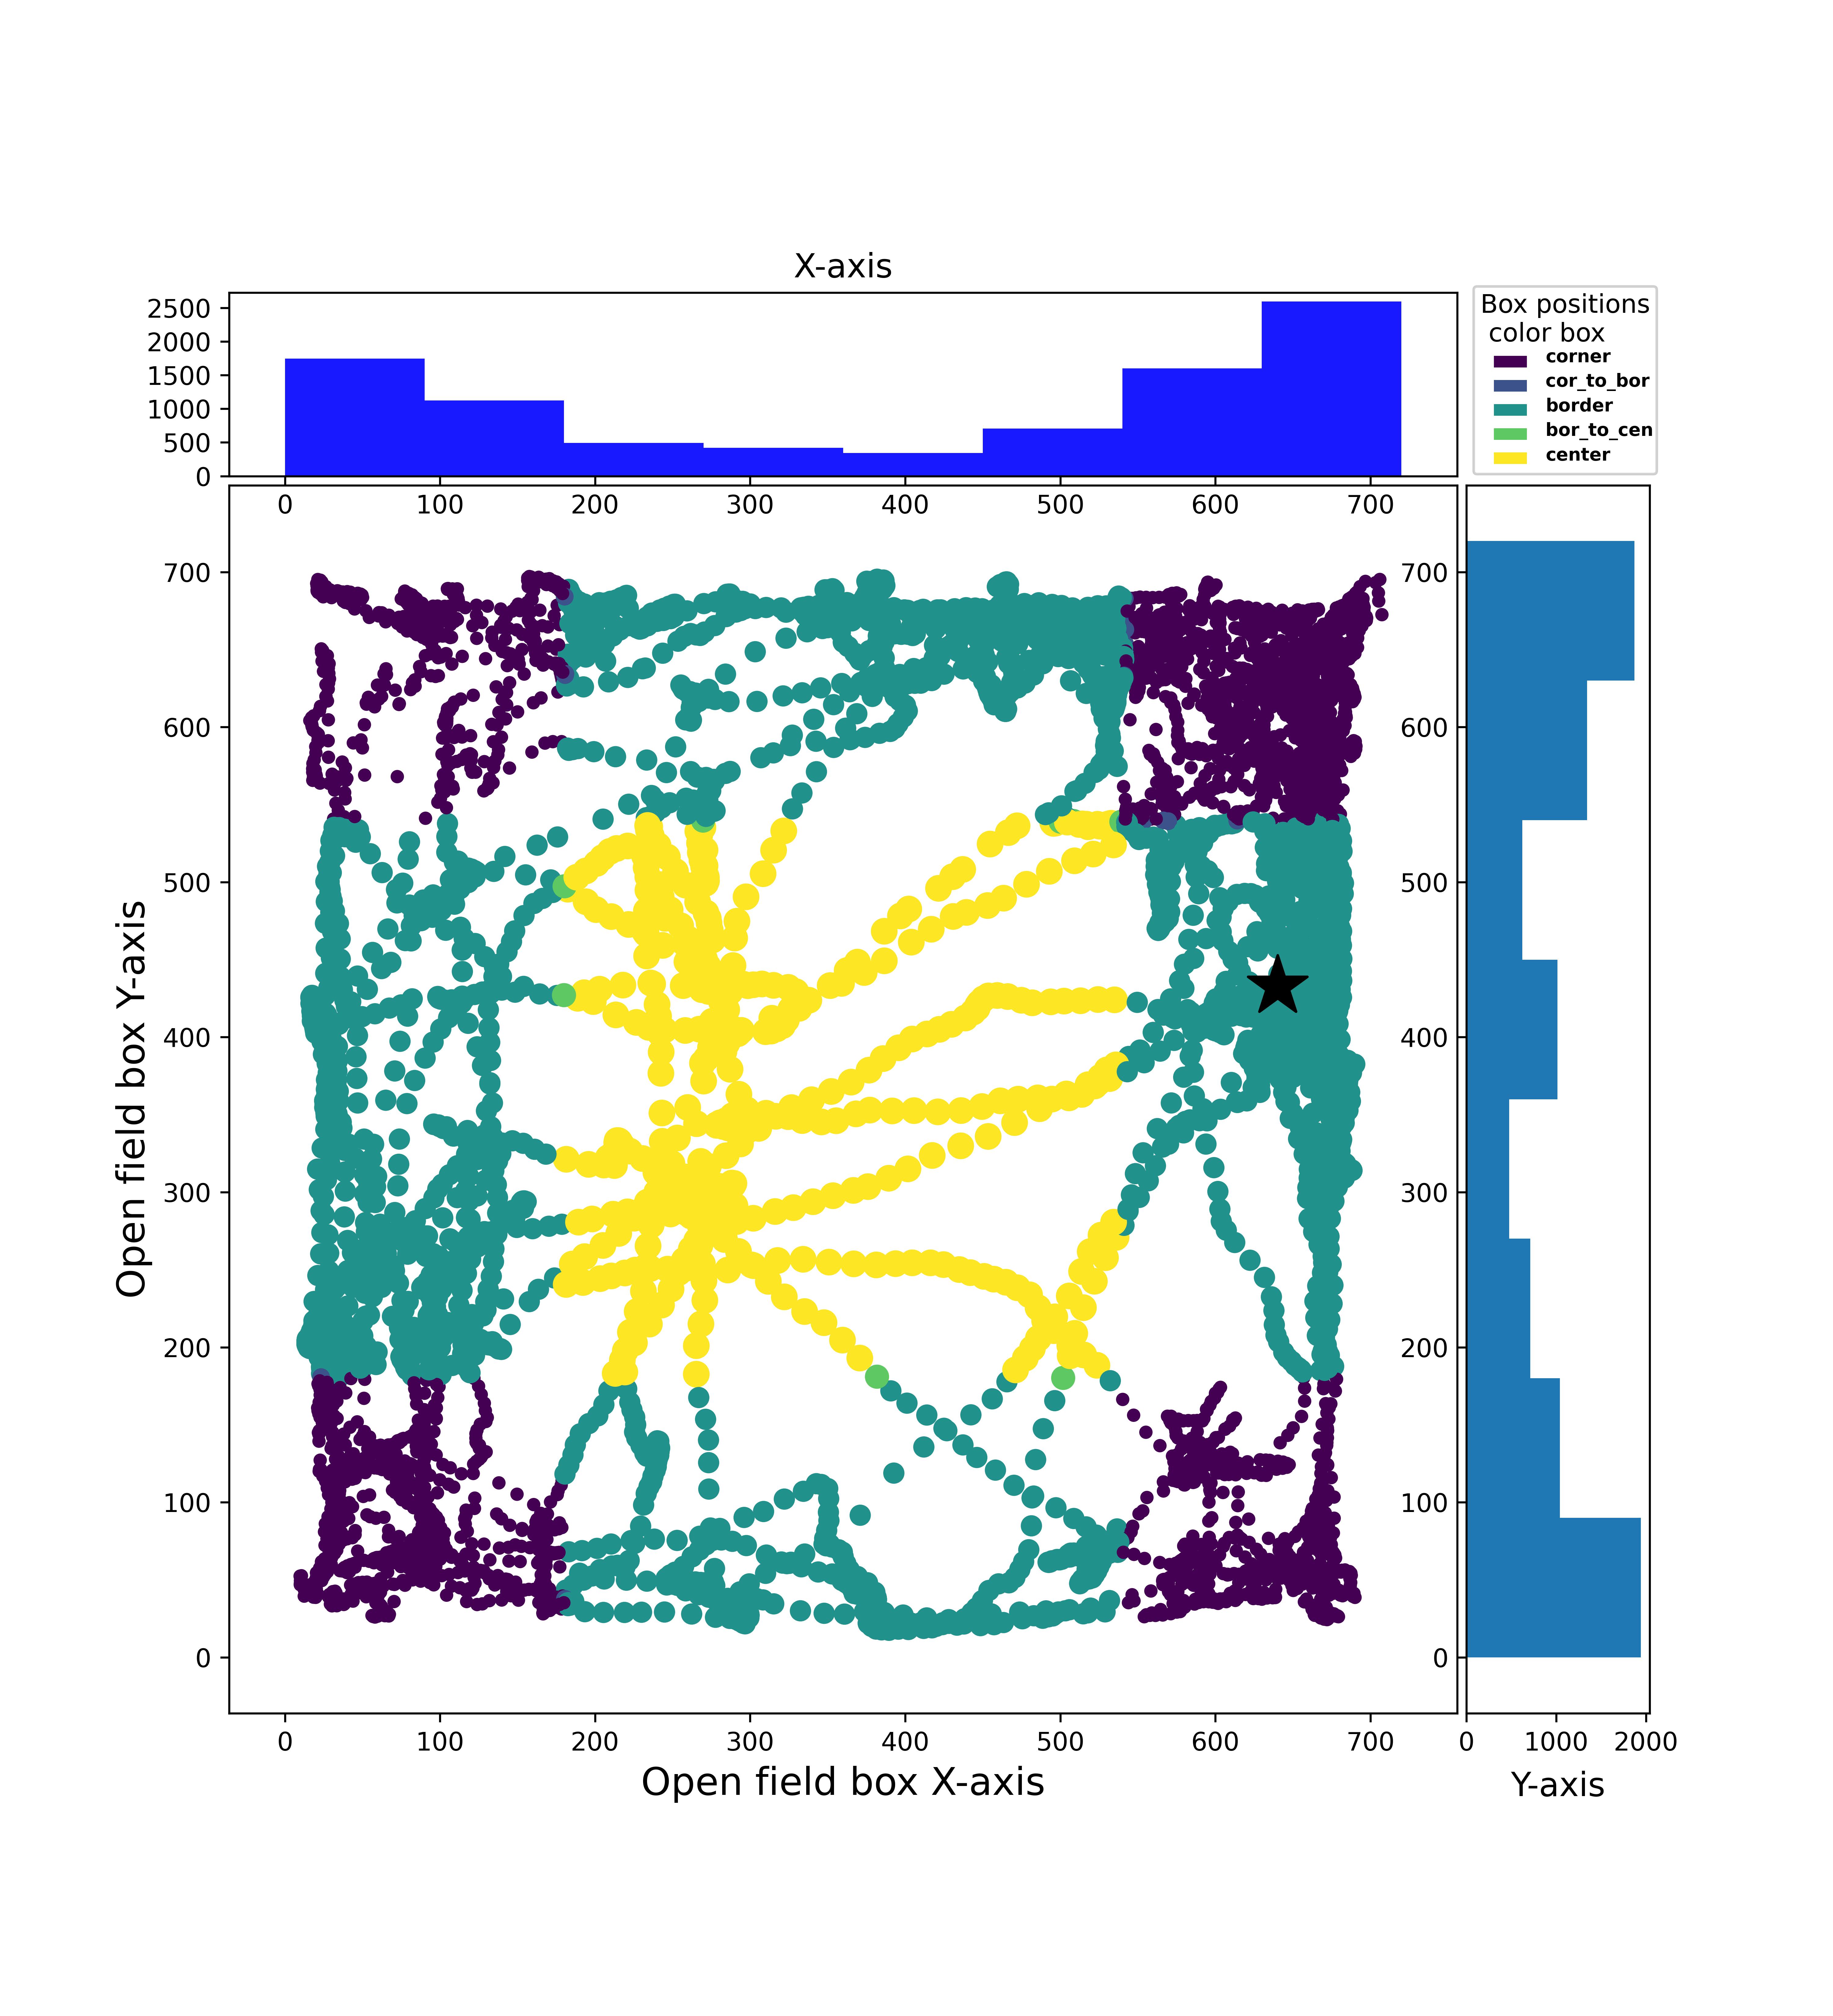 X-axis
2500
2000
1500
1000
500
0
Box positions
color box
corner
cor_to_bor
border
bor_to_cen
center
0 100 200 300 400 500 600 700
700
600
500
400
300
200
100
0
Open field box Y-axis
700
600
500
400
300
200
100
0
0 100 200 300 400 500 600 700
0 1000 2000
Open field box X-axis
Y-axis